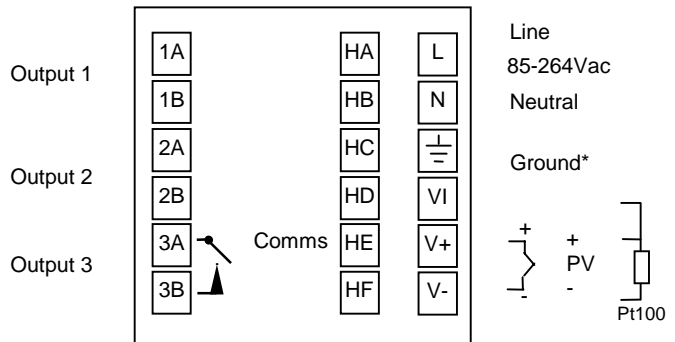 Line
1A HA L
85-264Vac
Output 1
1B HB N Neutral
2A HC
Ground*
Output 2
2B HD VI
+ +
3A Comms HE V+
PV
Output 3
- -
3B HF V-
Pt100